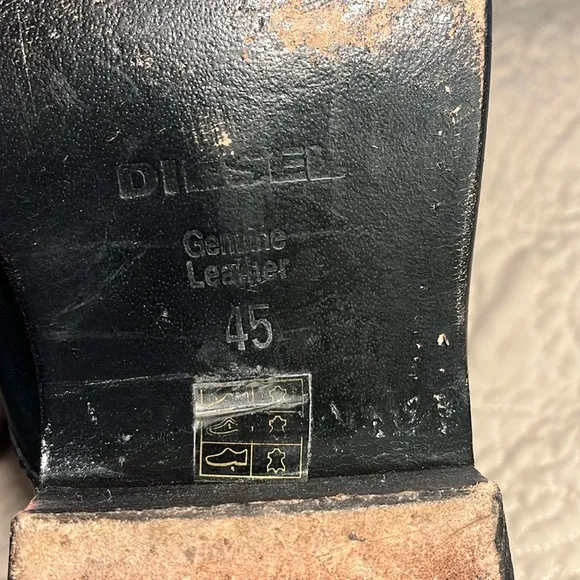 DIESEL
Genuine
Leather
45